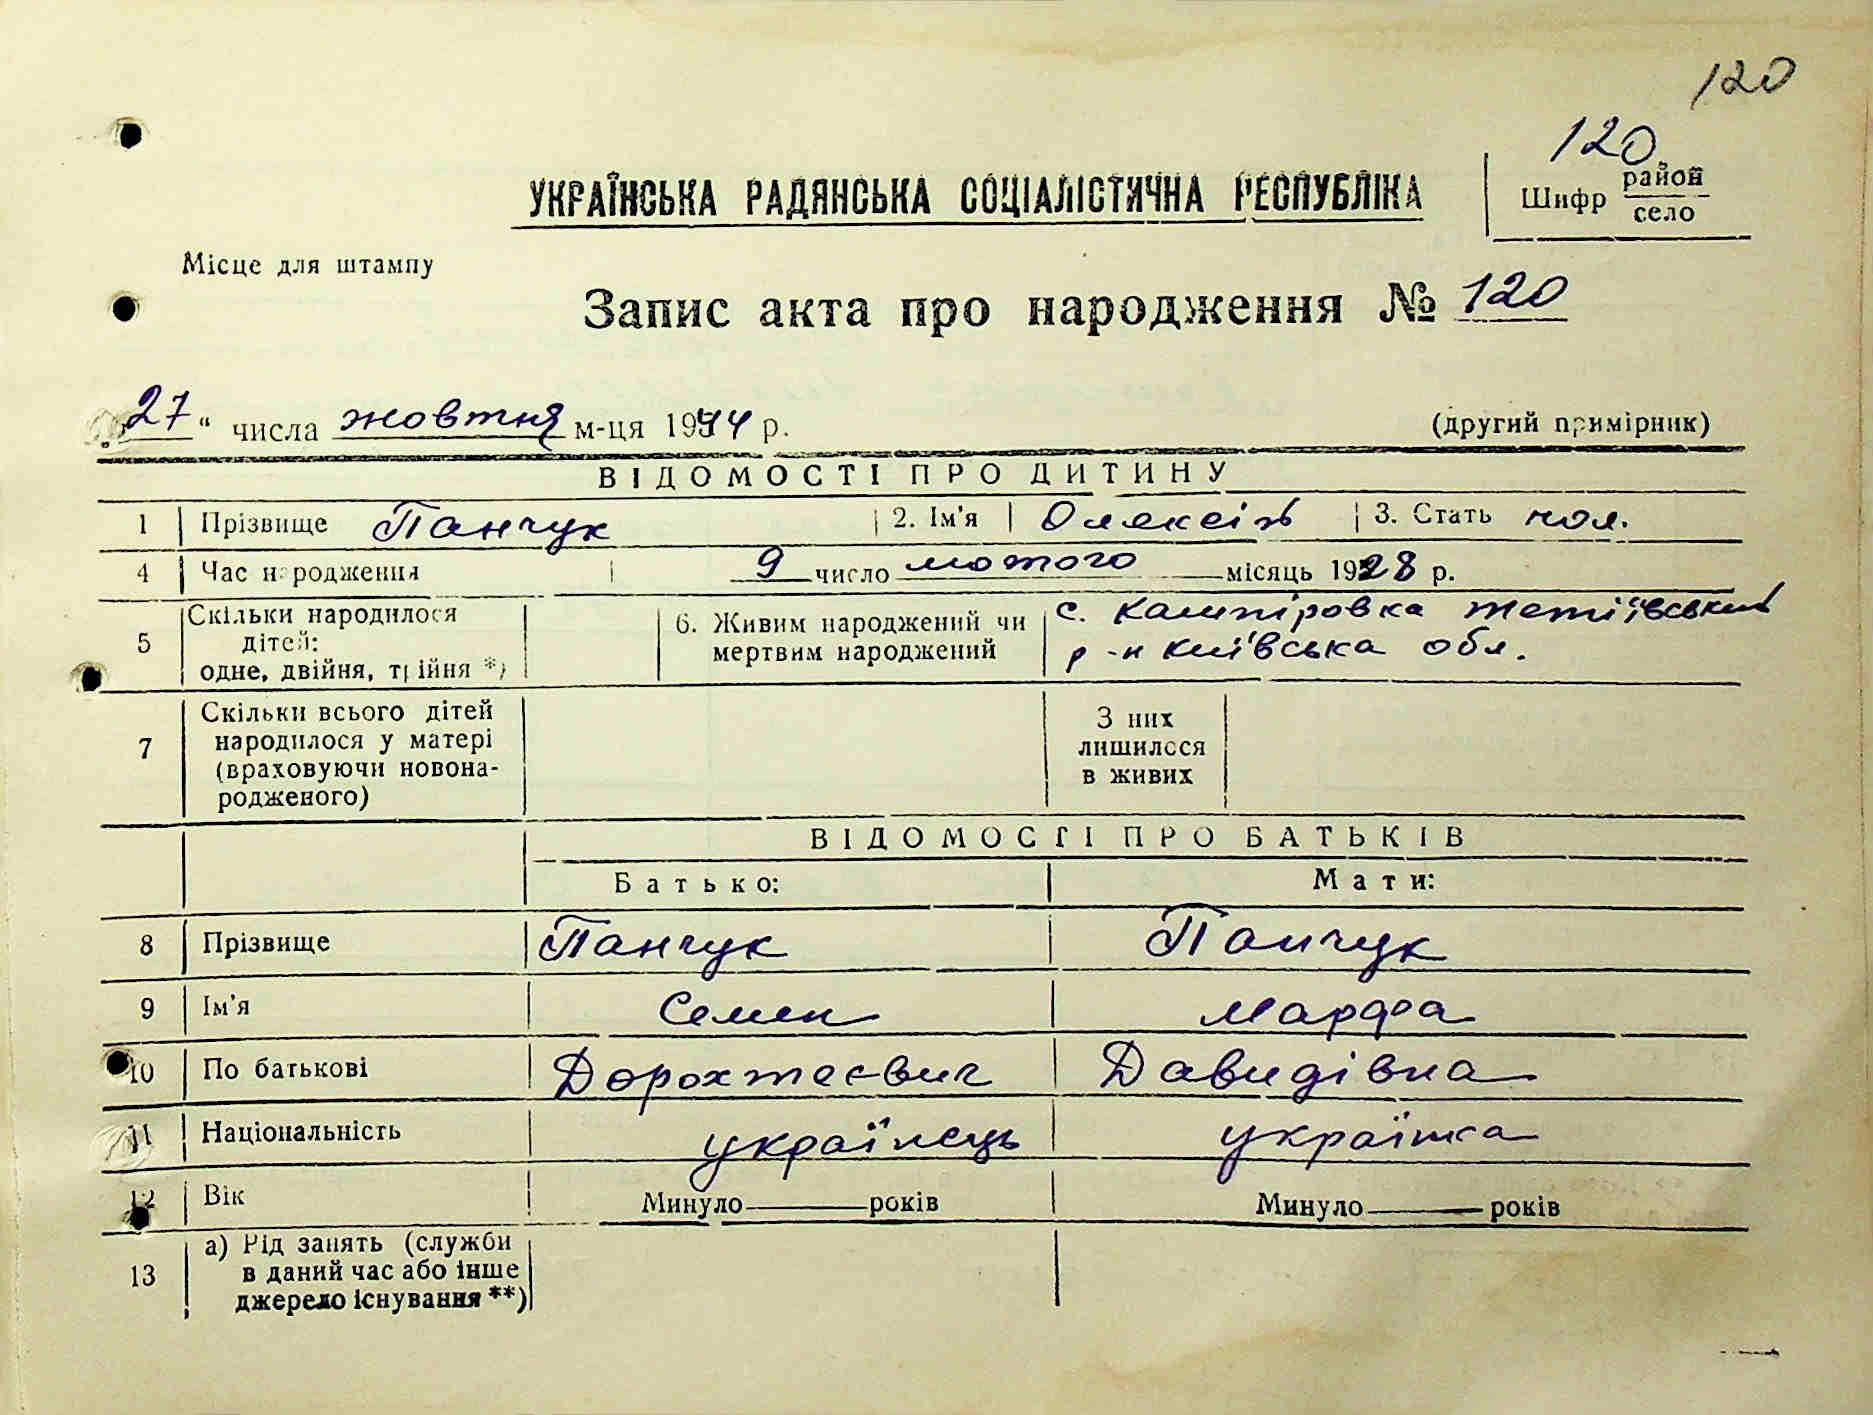 120
120
УКРАЇНСЬКА РАДЯНСЬКА СОЦІАЛІСТИЧНА РЕСПУБЛІКА
Шифр район
село
Місце для штампу
Запис акта про народження № 120
„27“ числа жовтня м-ця 1944 р. (другий примірник)
ВІДОМОСТІ ПРО ДИТИНУ
1 Прізвище Панчук 2. Ім'я Олексій 3. Стать чол.
4 Час народження 9 число лютого місяць 1928 р.
5 Скільки народилося дітей: одне, двійня, трійня *)
6. Живим народжений чи мертвим народжений
с. Кашпіровка Тетіївський
р-н Київська обл.
7 Скільки всього дітей народилося у матері (враховуючи новона-
родженого)
З них лишилося в живих
ВІДОМОСТІ ПРО БАТЬКІВ
Батько: Мати:
8 Прізвище Панчук Панчук
9 Ім'я Семен Марфа
10 По батькові Дорохтеєвич Давидівна
11 Національність українець українка
12 Вік Минуло — років Минуло — років
13 а) Рід занять (служби
в даний час або інше
джерело існування **)